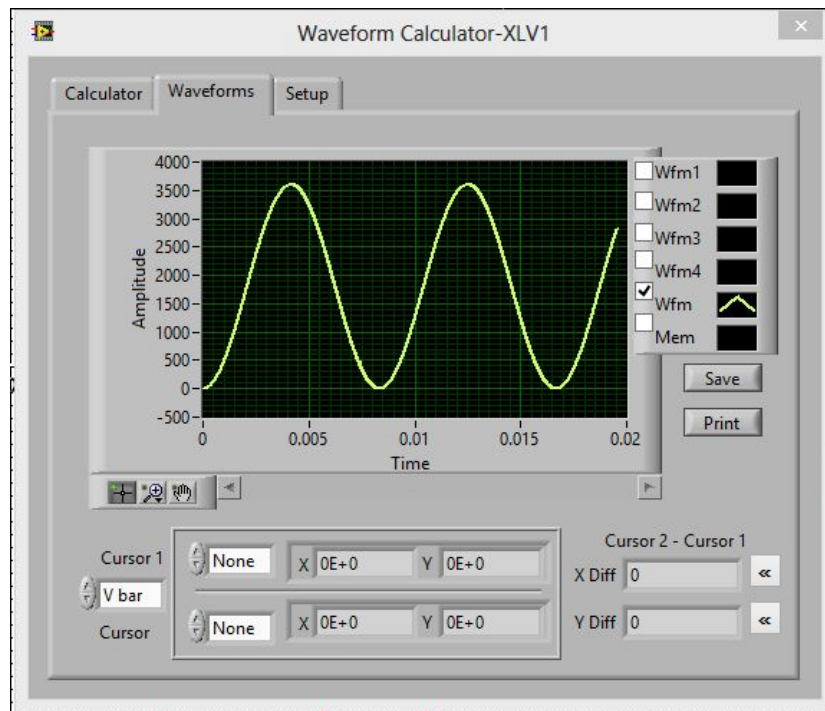 Waveform Calculator-XLV1
×
Calculator Waveforms Setup
Amplitude
4000
3500
3000
2500
2000
1500
1000
500
0
-500
0 0.005 0.01 0.015 0.02
Time
Wfm1
Wfm2
Wfm3
Wfm4
Wfm
Mem
Save
Print
Cursor 1
V bar
Cursor
None X 0E+0 Y 0E+0
None X 0E+0 Y 0E+0
Cursor 2 - Cursor 1
X Diff 0 «
Y Diff 0 «